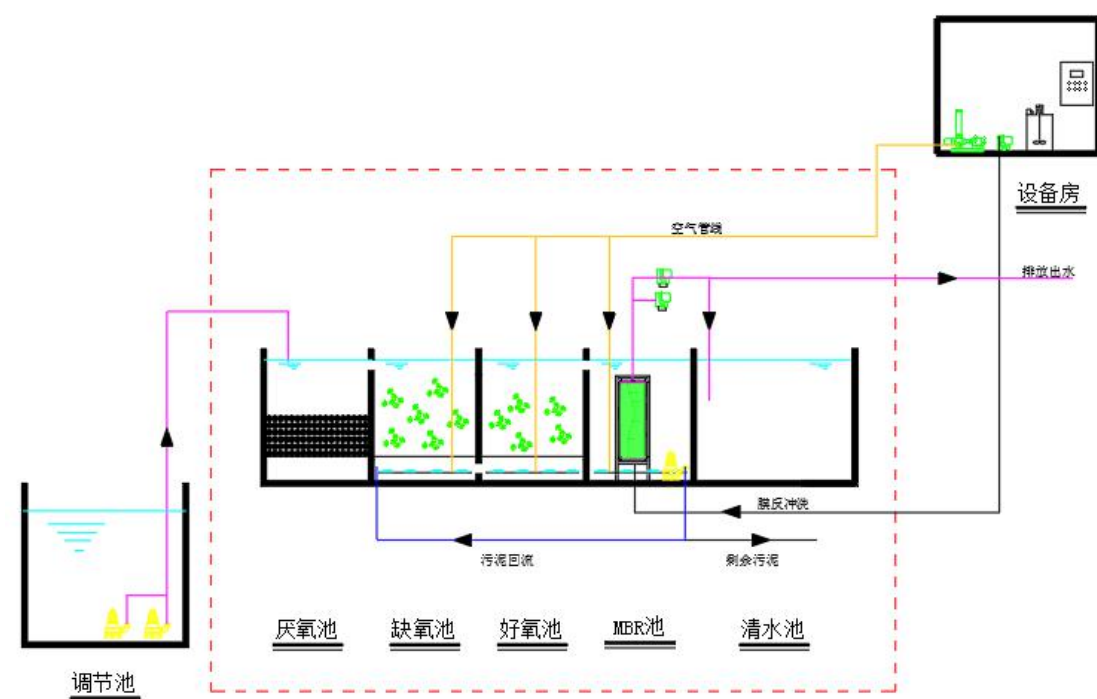 设备房
空气管线
排放出水
膜反冲洗
污泥回流
剩余污泥
厌氧池
缺氧池
好氧池
MBR池
清水池
调节池